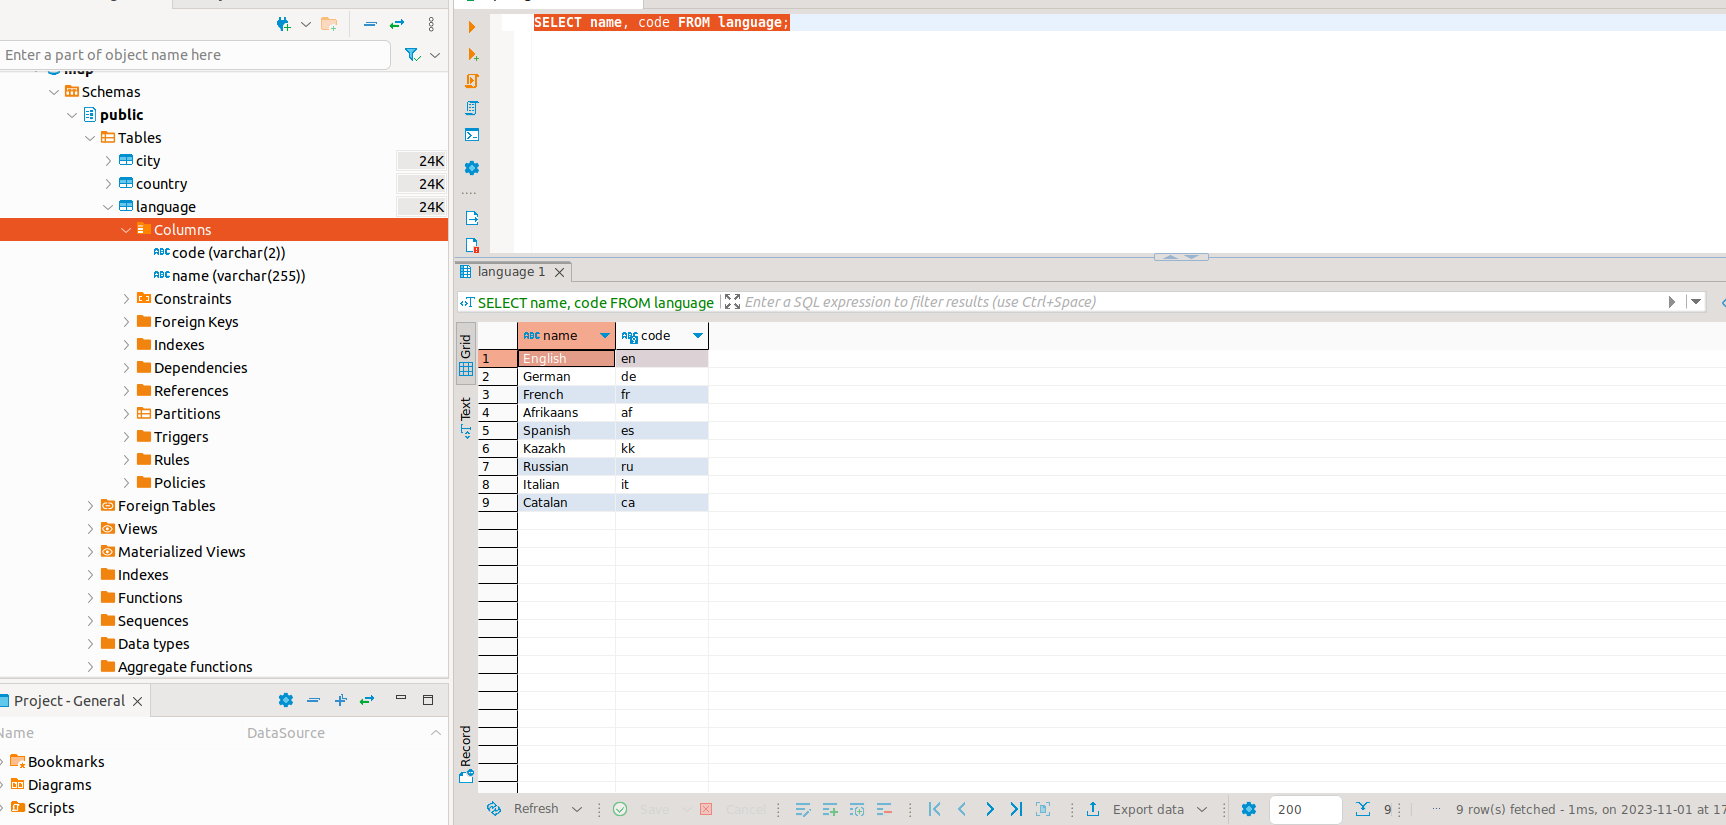 SELECT name, code FROM language;
Enter a part of object name here
Schemas
public
Tables
city 24K
country 24K
language 24K
Columns
ABC code (varchar(2))
ABC name (varchar(255))
Constraints
Foreign Keys
Indexes
Dependencies
References
Partitions
Triggers
Rules
Policies
Foreign Tables
Views
Materialized Views
Indexes
Functions
Sequences
Data types
Aggregate functions
Project - General
DataSource
Bookmarks
Diagrams
Scripts
language 1
SELECT name, code FROM language
Enter a SQL expression to filter results (use Ctrl+Space)
Grid
Text
Record
ABC name ABC code
1 English en
2 German de
3 French fr
4 Afrikaans af
5 Spanish es
6 Kazakh kk
7 Russian ru
8 Italian it
9 Catalan ca
Refresh Save Cancel Export data 200 9 9 row(s) fetched - 1ms, on 2023-11-01 at 17